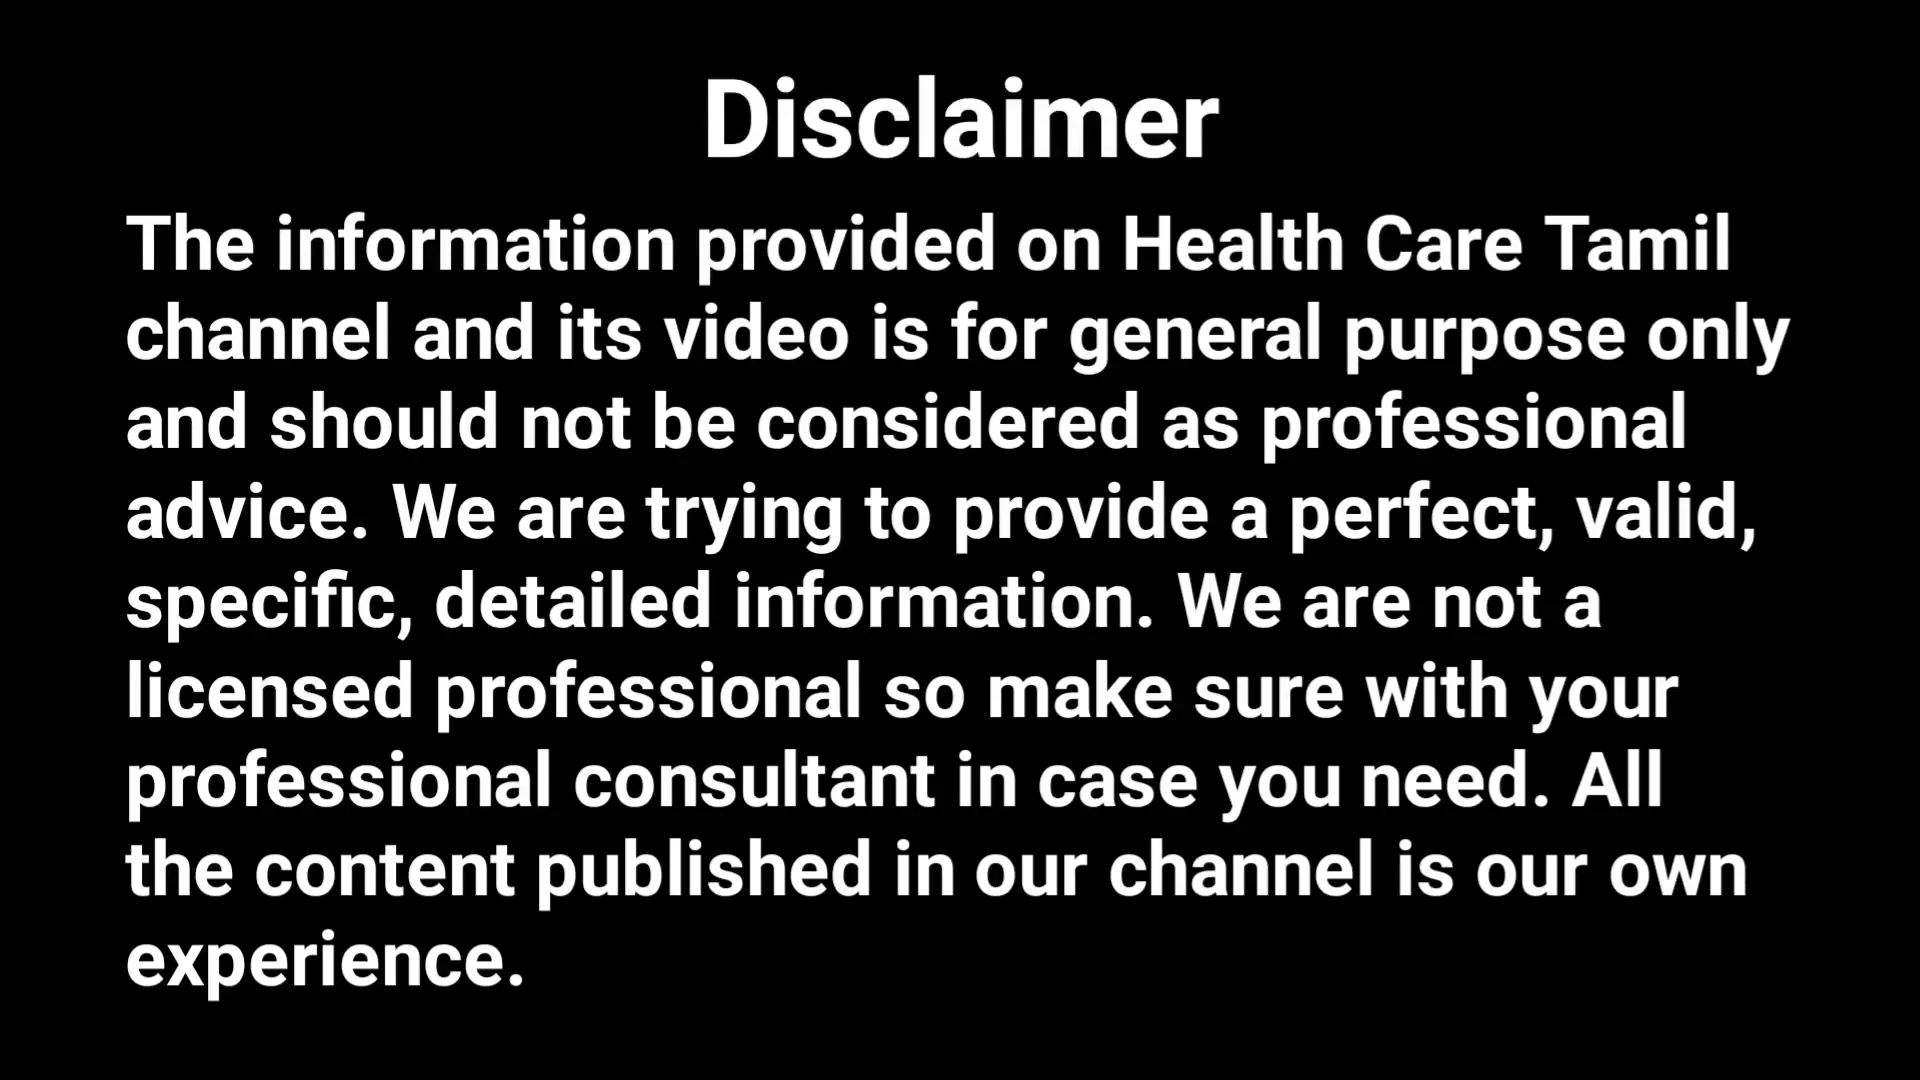 Disclaimer
The information provided on Health Care Tamil
channel and its video is for general purpose only
and should not be considered as professional
advice. We are trying to provide a perfect, valid,
specific, detailed information. We are not a
licensed professional so make sure with your
professional consultant in case you need. All
the content published in our channel is our own
experience.